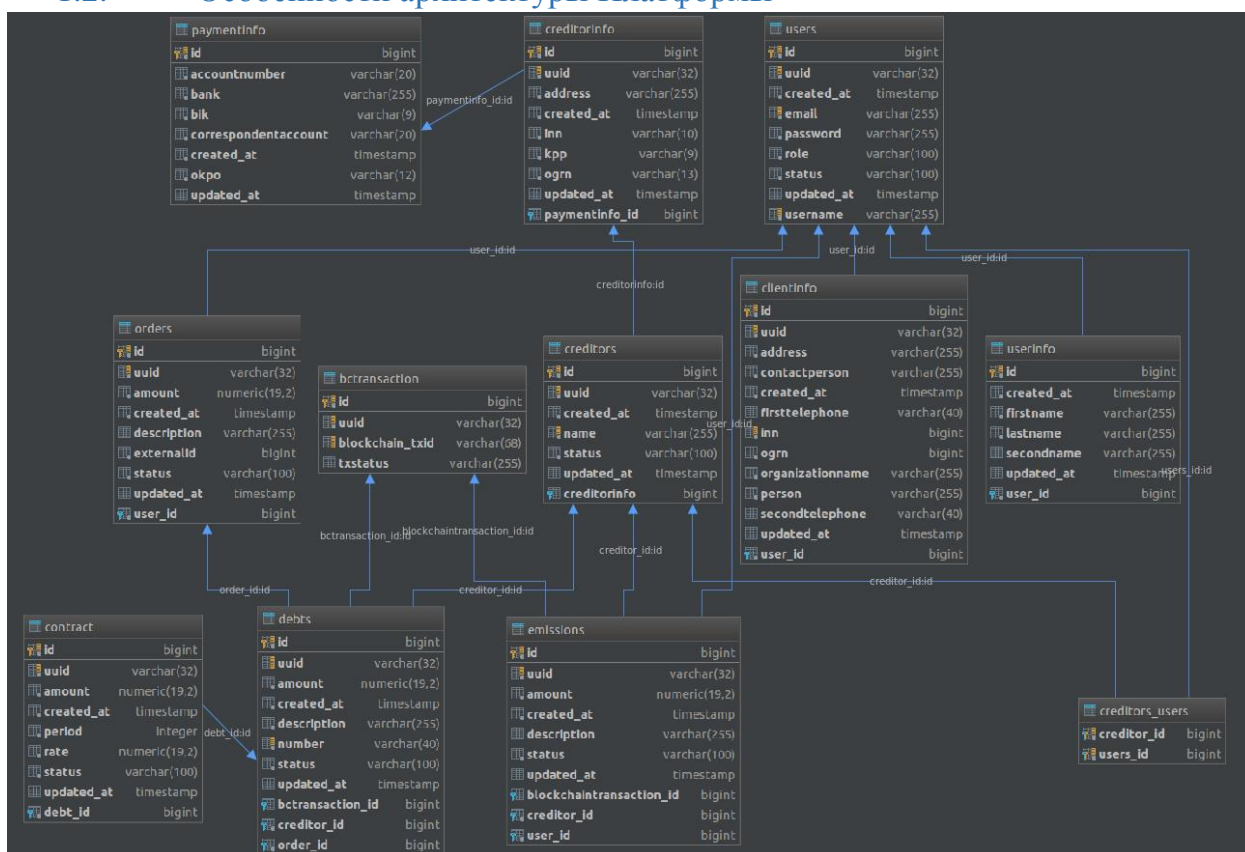 1.2. Особенности архитектуры Платформы
paymentinfo
id bigint
accountnumber varchar(20)
bank varchar(255)
bik varchar(9)
correspondentaccount varchar(20)
created_at timestamp
okpo varchar(12)
updated_at timestamp
paymentinfo_id:id
creditorinfo
id bigint
uuid varchar(32)
address varchar(255)
created_at timestamp
inn varchar(10)
kpp varchar(9)
ogrn varchar(13)
updated_at timestamp
paymentinfo_id bigint
users
id bigint
uuid varchar(32)
created_at timestamp
email varchar(255)
password varchar(255)
role varchar(100)
status varchar(100)
updated_at timestamp
username varchar(255)
user_id:id
user_id:id
user_id:id
creditorinfo:id
orders
id bigint
uuid varchar(32)
amount numeric(19,2)
created_at timestamp
description varchar(255)
externalid bigint
status varchar(100)
updated_at timestamp
user_id bigint
bctransaction
id bigint
uuid varchar(32)
blockchain_txid varchar(68)
txstatus varchar(255)
creditors
id bigint
uuid varchar(32)
created_at timestamp
name varchar(255)
status varchar(100)
updated_at timestamp
creditorinfo bigint
user_id:id
clientinfo
id bigint
uuid varchar(32)
address varchar(255)
contactperson varchar(255)
created_at timestamp
firsttelephone varchar(40)
inn bigint
ogrn bigint
organizationname varchar(255)
person varchar(255)
secondtelephone varchar(40)
updated_at timestamp
user_id bigint
userinfo
id bigint
created_at timestamp
firstname varchar(255)
lastname varchar(255)
secondname varchar(255)
updated_at timestamp
user_id bigint
users_id:id
bctransaction_id:id
blockchaintransaction_id:id
creditor_id:id
order_id:id
creditor_id:id
creditor_id:id
contract
id bigint
uuid varchar(32)
amount numeric(19,2)
created_at timestamp
period integer
rate numeric(19,2)
status varchar(100)
updated_at timestamp
debt_id bigint
debt_id:id
debts
id bigint
uuid varchar(32)
amount numeric(19,2)
created_at timestamp
description varchar(255)
number varchar(40)
status varchar(100)
updated_at timestamp
bctransaction_id bigint
creditor_id bigint
order_id bigint
emissions
id bigint
uuid varchar(32)
amount numeric(19,2)
created_at timestamp
description varchar(255)
status varchar(100)
updated_at timestamp
blockchaintransaction_id bigint
creditor_id bigint
user_id bigint
creditors_users
creditor_id bigint
users_id bigint